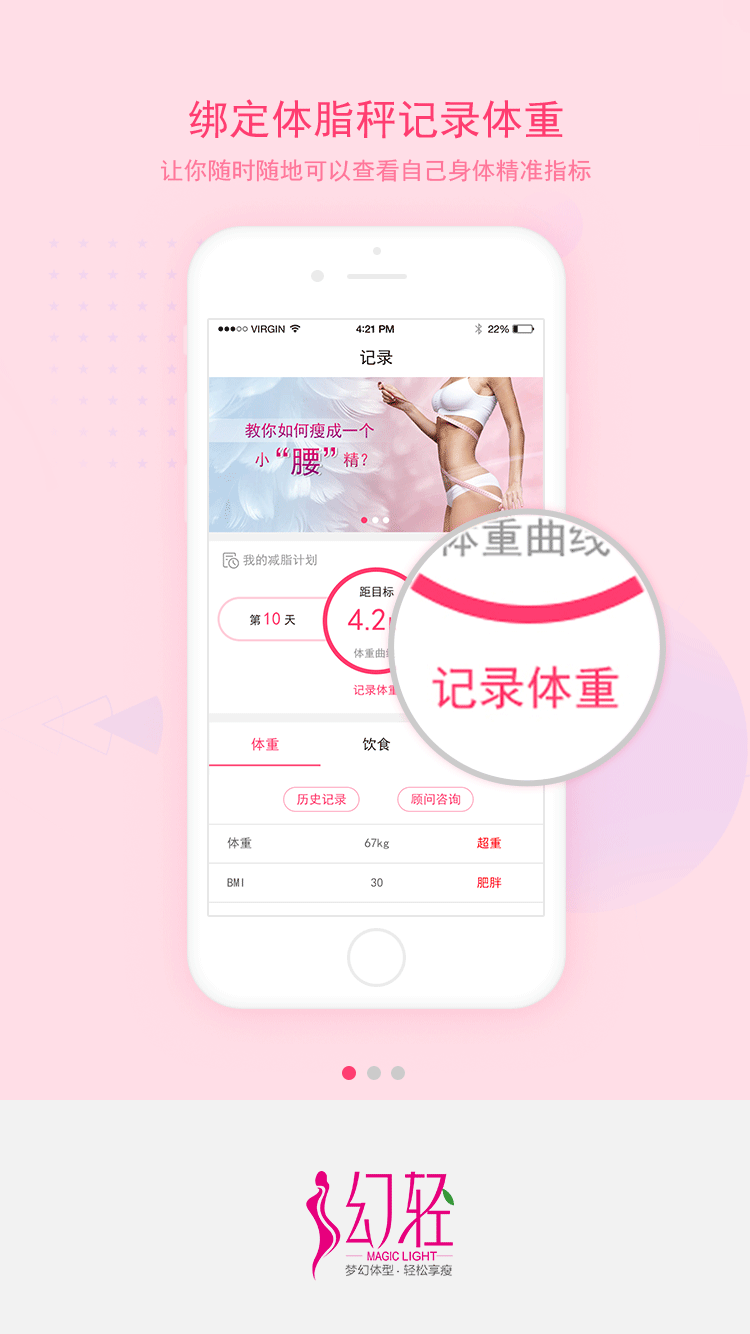 绑定体脂秤记录体重
让你随时随地可以查看自己身体精准指标
VIRGIN
4:21 PM
22%
记录
教你如何瘦成一个
小“腰”精?
我的减脂计划
第10天
距目标
4.2
体重曲
记录体重
体重曲线
记录体重
体重
饮食
历史记录
顾问咨询
体重 67kg 超重
BMI 30 肥胖
幻轻
MAGIC LIGHT
梦幻体型·轻松享瘦